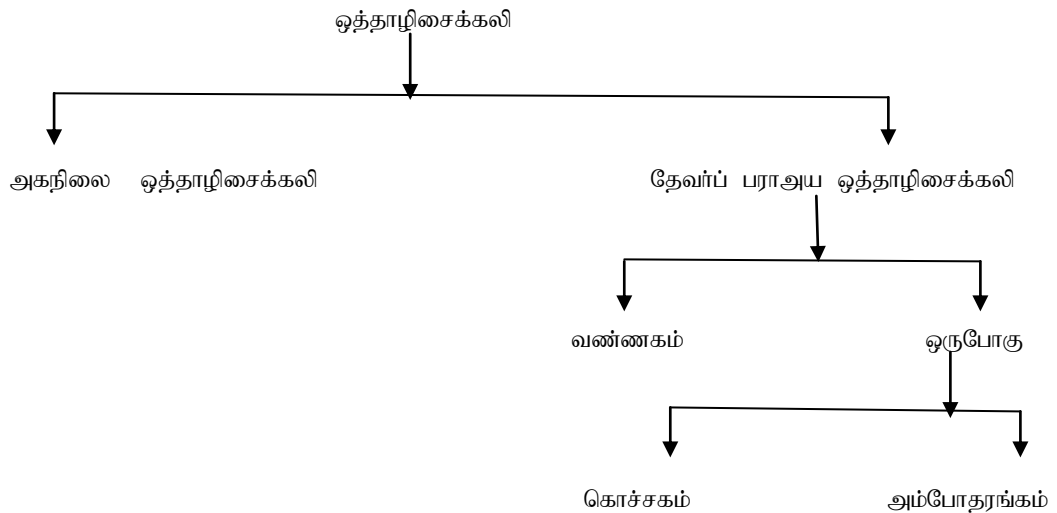 ஒத்தாழிசைக்கலி
அகநிலை ஒத்தாழிசைக்கலி தேவர்ப் பராஅய ஒத்தாழிசைக்கலி
வண்ணகம் ஒருபோகு
கொச்சகம் அம்போதரங்கம்